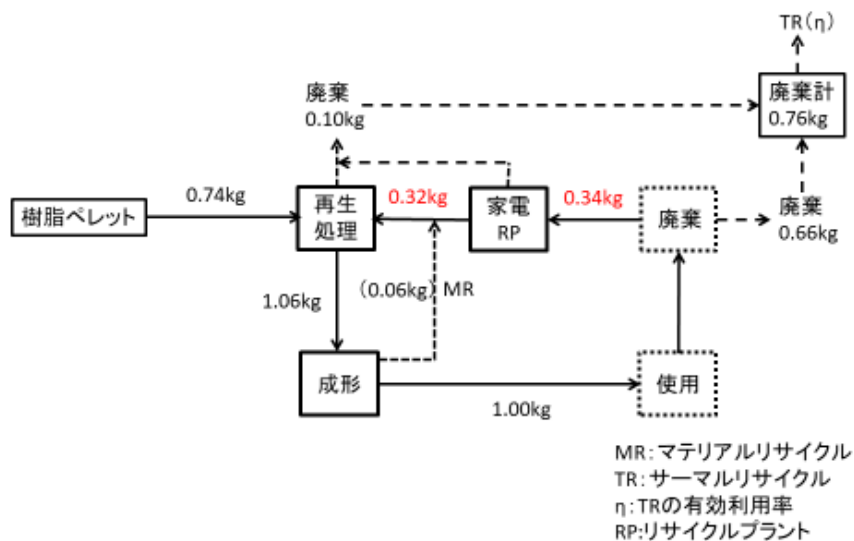 TR(η)
廃棄
0.10kg
廃棄計
0.76kg
樹脂ペレット
0.74kg
再生
処理
0.32kg
家電
RP
0.34kg
廃棄
廃棄
0.66kg
1.06kg
(0.06kg) MR
成形
1.00kg
使用
MR:マテリアルリサイクル
TR:サーマルリサイクル
η:TRの有効利用率
RP:リサイクルプラント